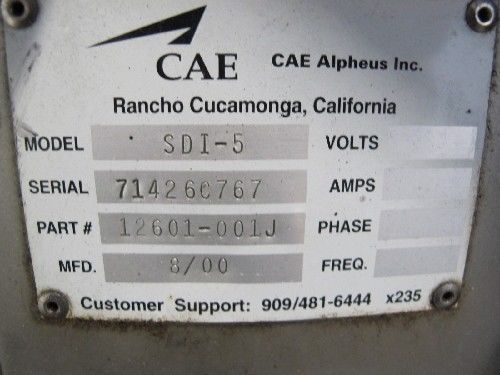 CAE CAE Alpheus Inc.
Rancho Cucamonga, California
MODEL SDI-5 VOLTS
SERIAL 714260767 AMPS
PART # 12601-001J PHASE
MFD. 8/00 FREQ.
Customer Support: 909/481-6444 x235